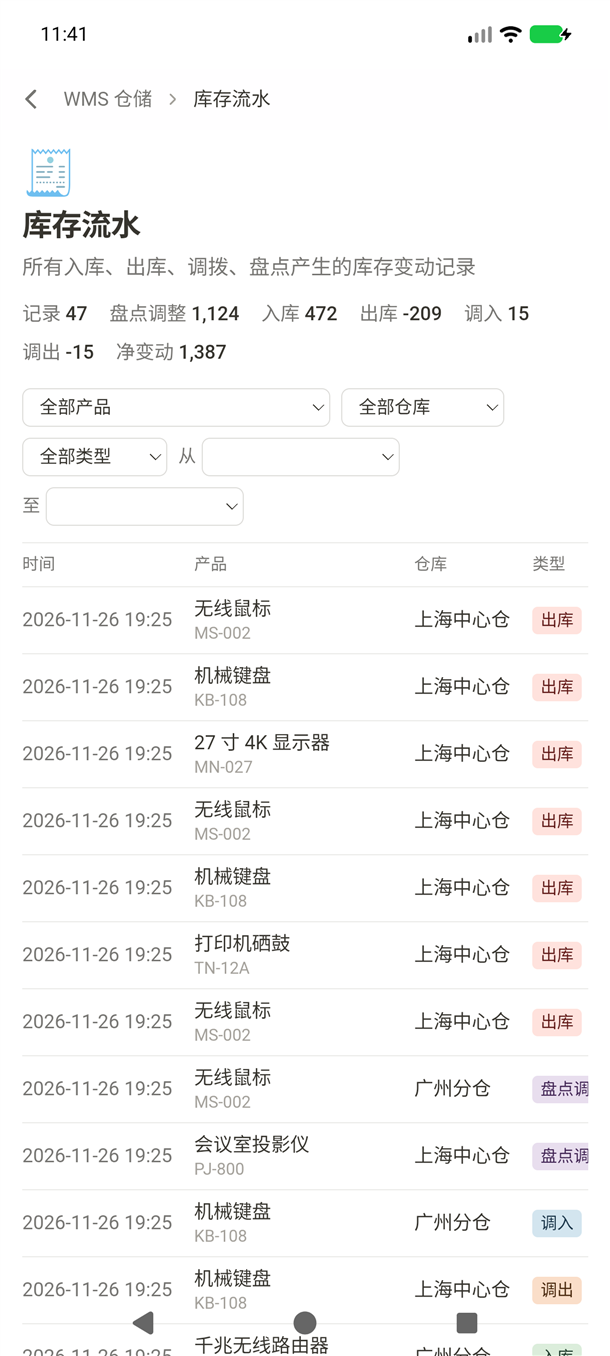 11:41
WMS 仓储 > 库存流水
库存流水
所有入库、出库、调拨、盘点产生的库存变动记录
记录 47 盘点调整 1,124 入库 472 出库 -209 调入 15
调出 -15 净变动 1,387
全部产品 全部仓库
全部类型 从
至
时间 产品 仓库 类型
2026-11-26 19:25 无线鼠标 上海中心仓 出库
MS-002
2026-11-26 19:25 机械键盘 上海中心仓 出库
KB-108
2026-11-26 19:25 27 寸 4K 显示器 上海中心仓 出库
MN-027
2026-11-26 19:25 无线鼠标 上海中心仓 出库
MS-002
2026-11-26 19:25 机械键盘 上海中心仓 出库
KB-108
2026-11-26 19:25 打印机硒鼓 上海中心仓 出库
TN-12A
2026-11-26 19:25 无线鼠标 上海中心仓 出库
MS-002
2026-11-26 19:25 无线鼠标 广州分仓 盘点调
MS-002
2026-11-26 19:25 会议室投影仪 上海中心仓 盘点调
PJ-800
2026-11-26 19:25 机械键盘 广州分仓 调入
KB-108
2026-11-26 19:25 机械键盘 上海中心仓 调出
KB-108
2026-11-26 19:25 千兆无线路由器 广州分仓 入库